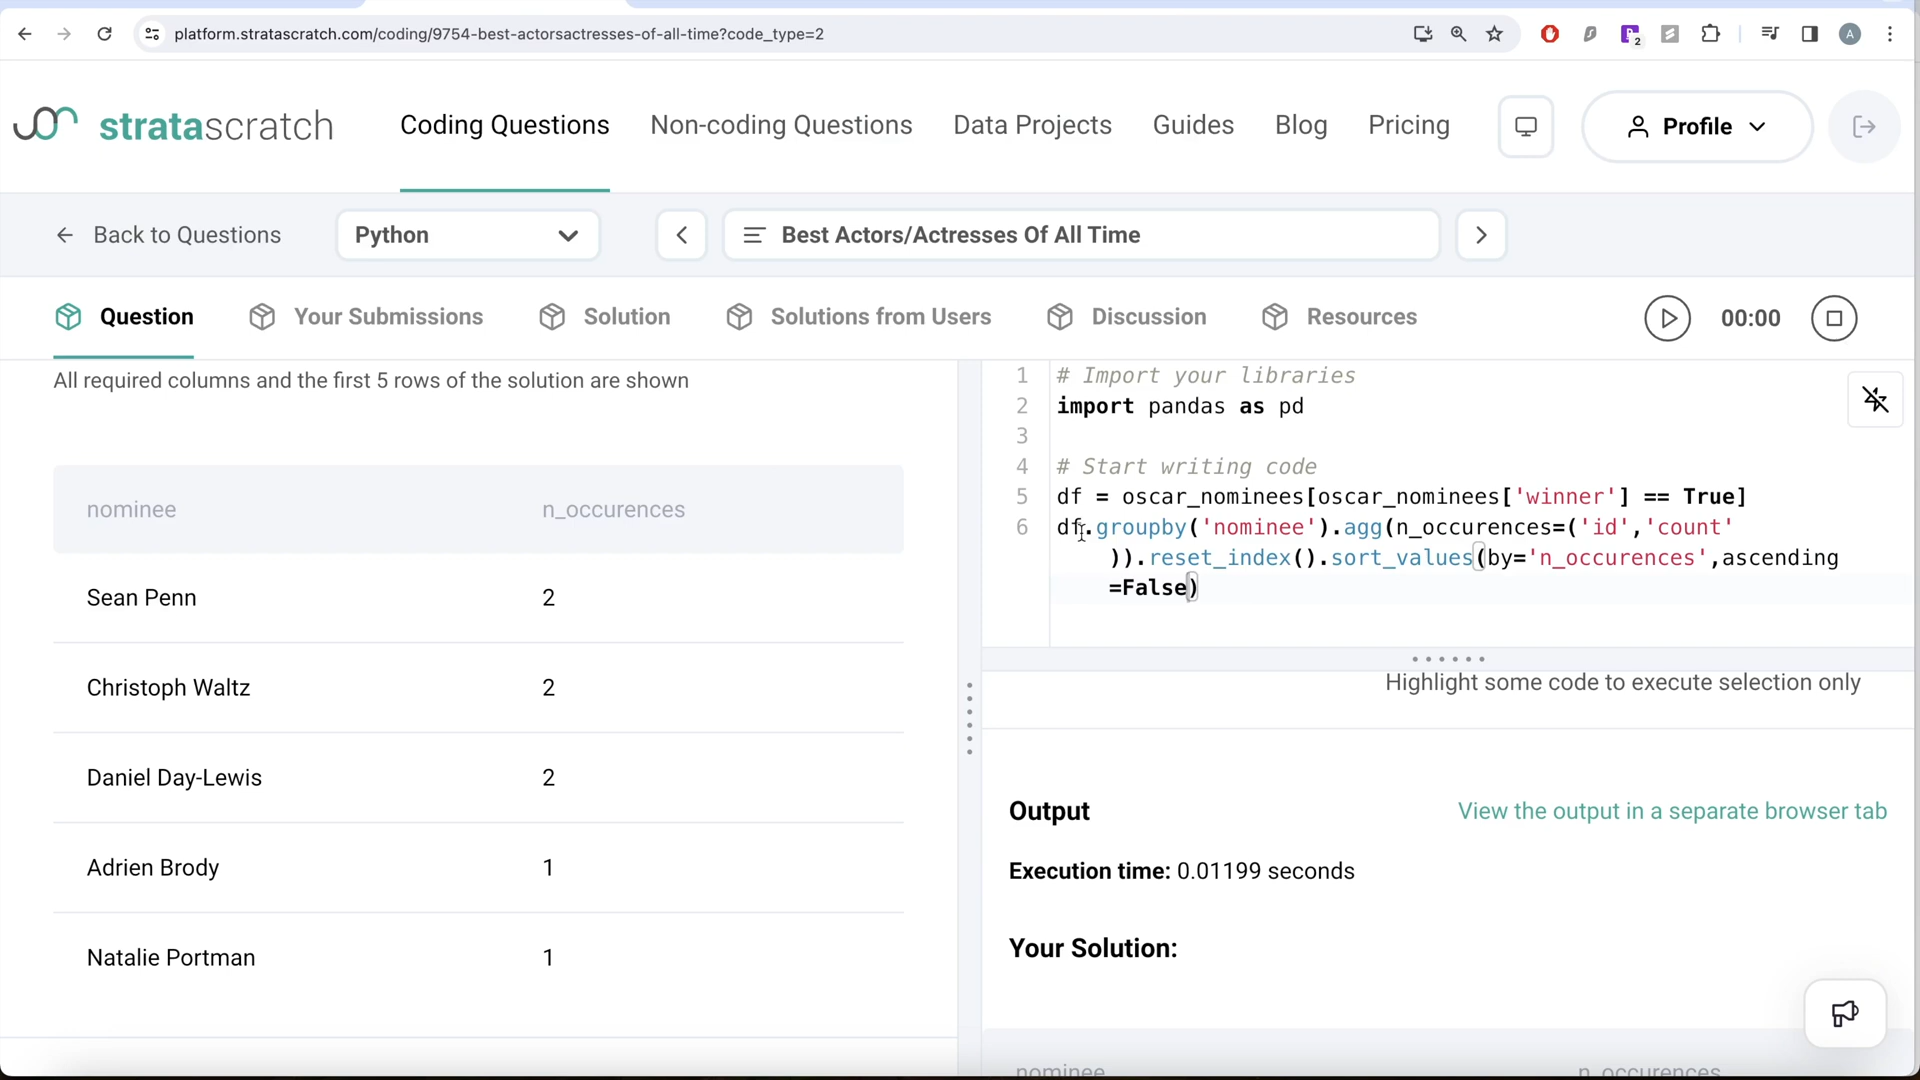 platform.stratascratch.com/coding/9754-best-actorsactresses-of-all-time?code_type=2
2
A
stratascratch
Coding Questions
Non-coding Questions
Data Projects
Guides
Blog
Pricing
Profile
Back to Questions
Python
Best Actors/Actresses Of All Time
Question
Your Submissions
Solution
Solutions from Users
Discussion
Resources
00:00
All required columns and the first 5 rows of the solution are shown
nominee n_occurences
Sean Penn 2
Christoph Waltz 2
Daniel Day-Lewis 2
Adrien Brody 1
Natalie Portman 1
1 # Import your libraries
2 import pandas as pd
3
4 # Start writing code
5 df = oscar_nominees[oscar_nominees['winner'] == True]
6 df.groupby('nominee').agg(n_occurences=('id','count'
)).reset_index().sort_values(by='n_occurences',ascending
=False)
Highlight some code to execute selection only
Output
View the output in a separate browser tab
Execution time: 0.01199 seconds
Your Solution:
nominee n_occurences